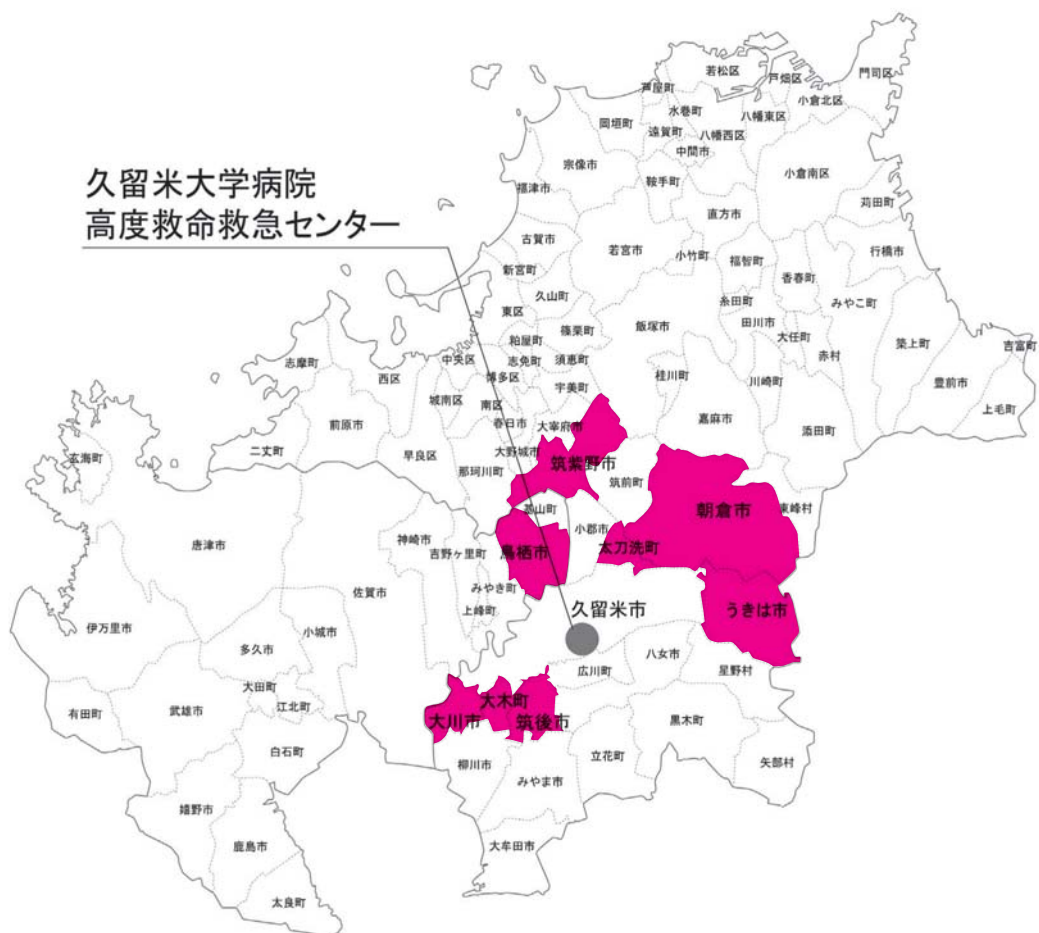 久留米大学病院
高度救命救急センター
若松区
戸畑区
門司区
芦屋町
小倉北区
水巻町
八幡東区
岡垣町
遠賀町
八幡西区
中間市
宗像市
小倉南区
鞍手町
福津市
苅田町
直方市
古賀市
若宮市
小竹町
行橋市
福智町
香春町
新宮町
久山町
みやこ町
東区
糸田町
篠栗町
飯塚市
田川市
粕屋町
大任町
築上町
吉富町
志摩町
中央区
志免町
須恵町
赤村
西区
博多区
桂川町
川崎町
豊前市
宇美町
城南区
南区
上毛町
嘉麻市
前原市
春日市
大宰府市
添田町
二丈町
早良区
大野城市
玄海町
那珂川町
筑紫野市
筑前町
朝倉市
東峰村
基山町
小郡市
唐津市
神崎市
吉野ヶ里町
鳥栖市
太刀洗町
佐賀市
みやき町
上峰町
久留米市
うきは市
伊万里市
小城市
多久市
八女市
広川町
星野村
大田町
大木町
有田町
武雄市
江北町
大川市
筑後市
黒木町
白石町
立花町
柳川市
矢部村
みやま市
嬉野市
鹿島市
大牟田市
太良町